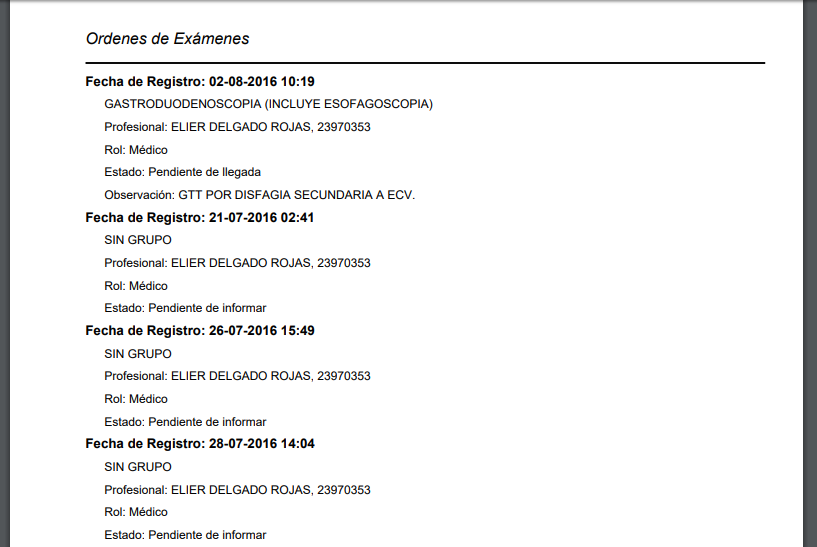 Ordenes de Exámenes
Fecha de Registro: 02-08-2016 10:19
GASTRODUODENOSCOPIA (INCLUYE ESOFAGOSCOPIA)
Profesional: ELIER DELGADO ROJAS, 23970353
Rol: Médico
Estado: Pendiente de llegada
Observación: GTT POR DISFAGIA SECUNDARIA A ECV.
Fecha de Registro: 21-07-2016 02:41
SIN GRUPO
Profesional: ELIER DELGADO ROJAS, 23970353
Rol: Médico
Estado: Pendiente de informar
Fecha de Registro: 26-07-2016 15:49
SIN GRUPO
Profesional: ELIER DELGADO ROJAS, 23970353
Rol: Médico
Estado: Pendiente de informar
Fecha de Registro: 28-07-2016 14:04
SIN GRUPO
Profesional: ELIER DELGADO ROJAS, 23970353
Rol: Médico
Estado: Pendiente de informar